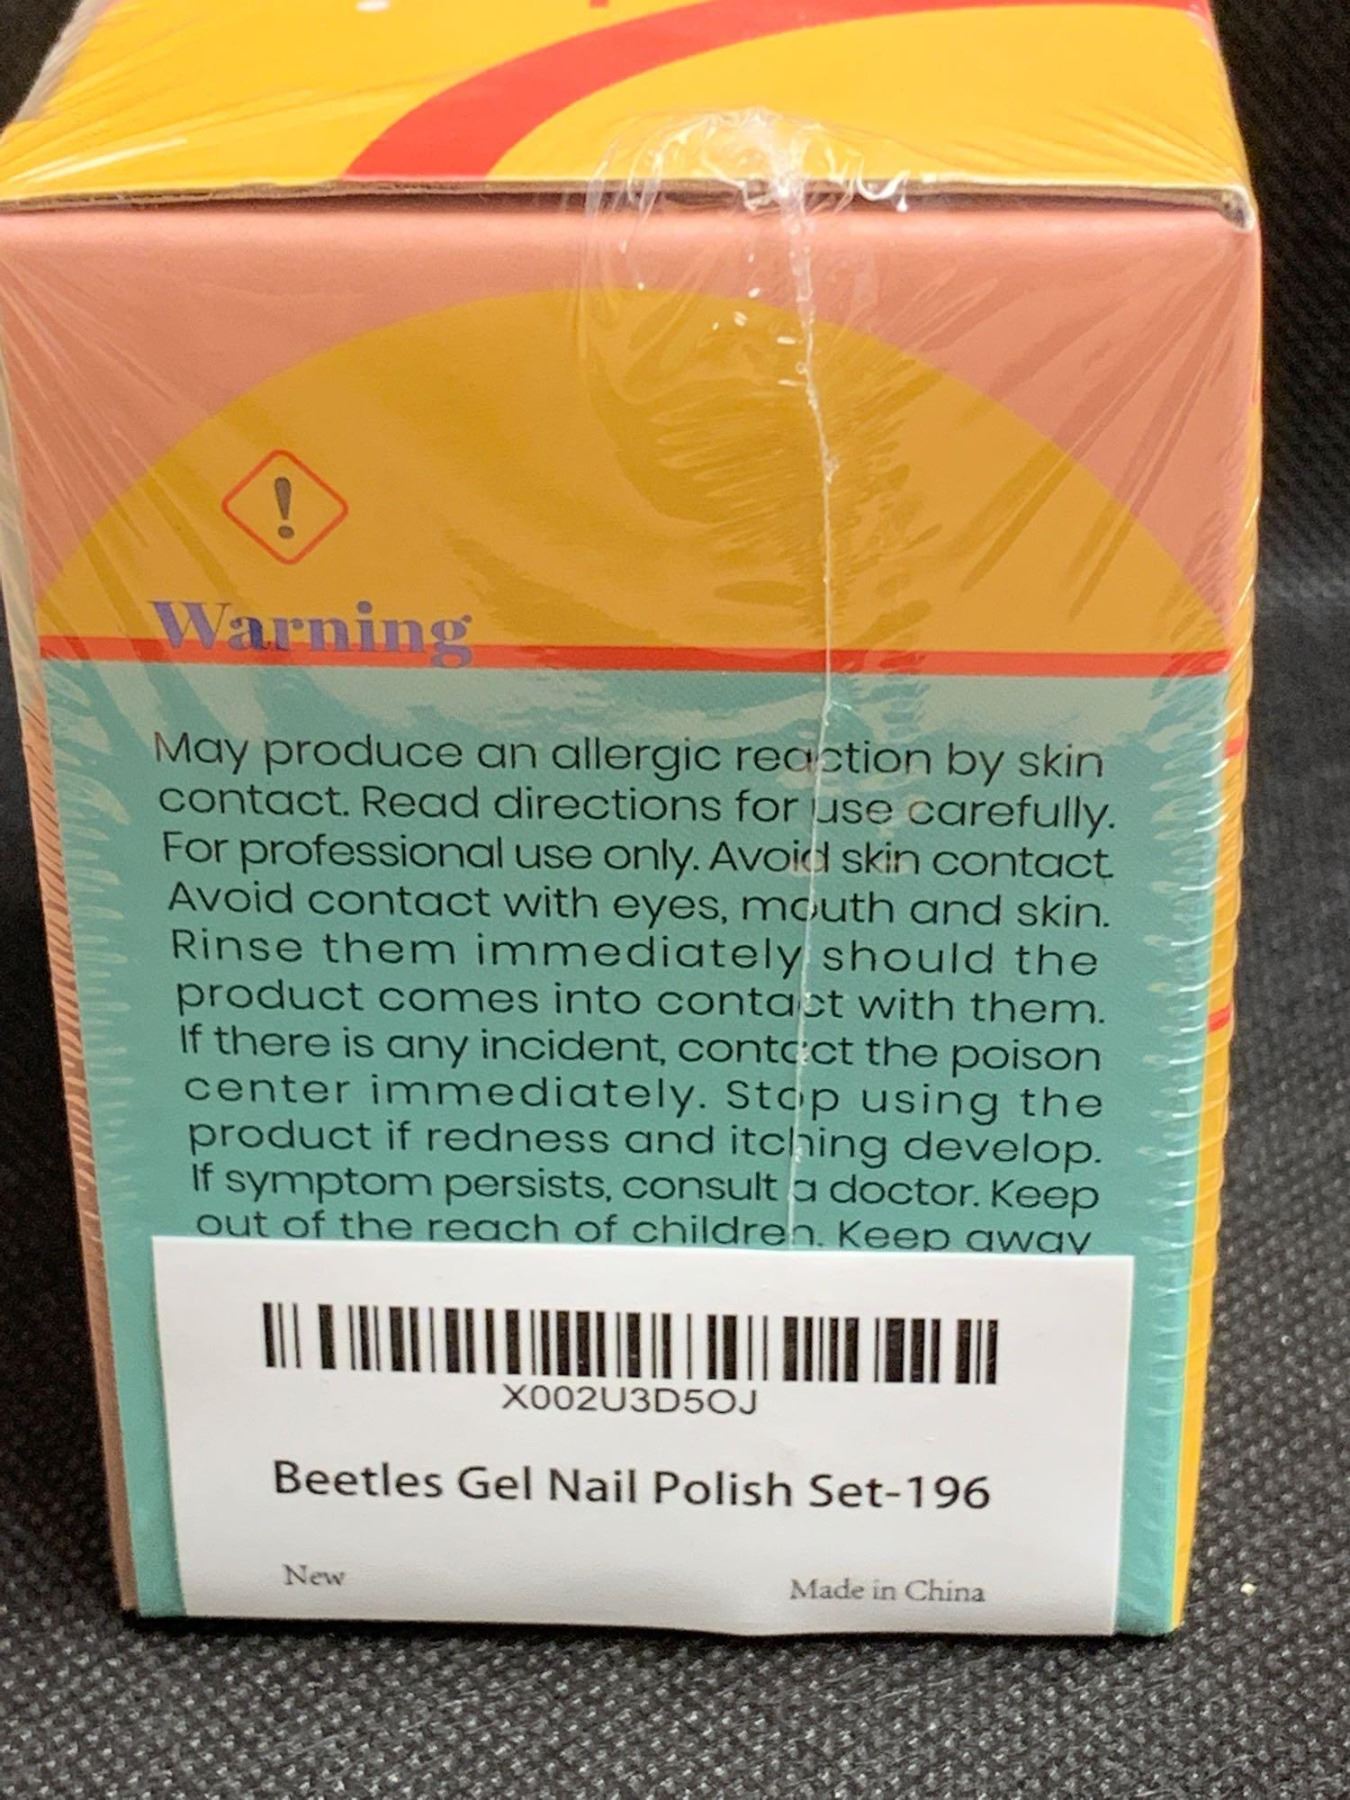 Warning
May produce an allergic reaction by skin
contact. Read directions for use carefully.
For professional use only. Avoid skin contact.
Avoid contact with eyes, mouth and skin.
Rinse them immediately should the
product comes into contact with them.
If there is any incident, contact the poison
center immediately. Stop using the
product if redness and itching develop.
If symptom persists, consult a doctor. Keep
out of the reach of children. Keep away
X002U3D5OJ
Beetles Gel Nail Polish Set-196
New
Made in China